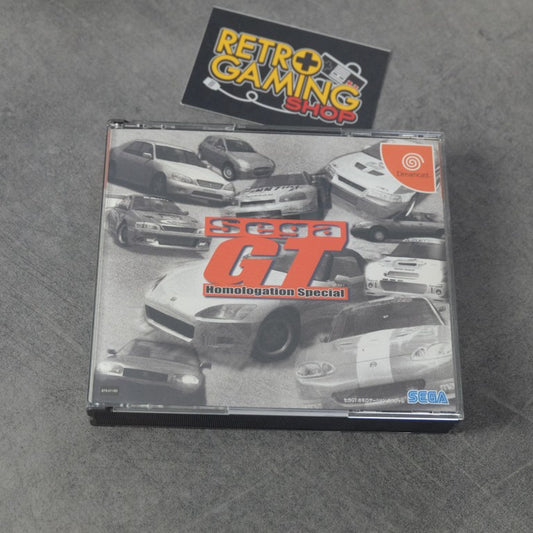 RETRO
GAMING
SHOP
Dreamcast
Sega
GT
Homologation Special
SEGA